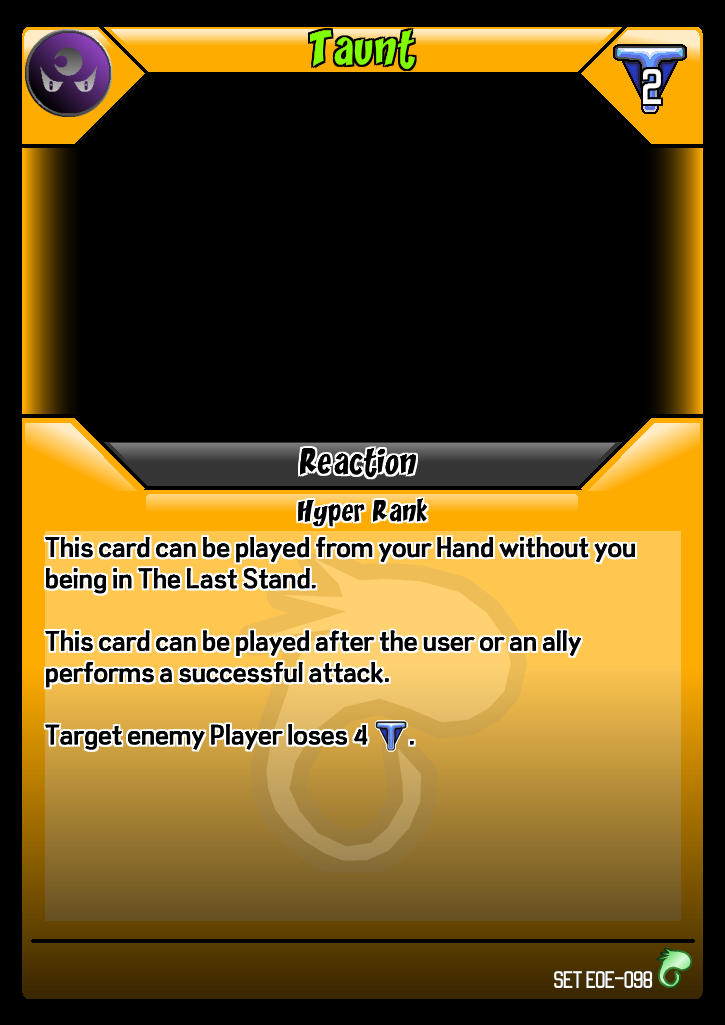 Taunt
2
Reaction
Hyper Rank
This card can be played from your Hand without you
being in The Last Stand.
This card can be played after the user or an ally
performs a successful attack.
Target enemy Player loses 4 T.
SET EOE-098